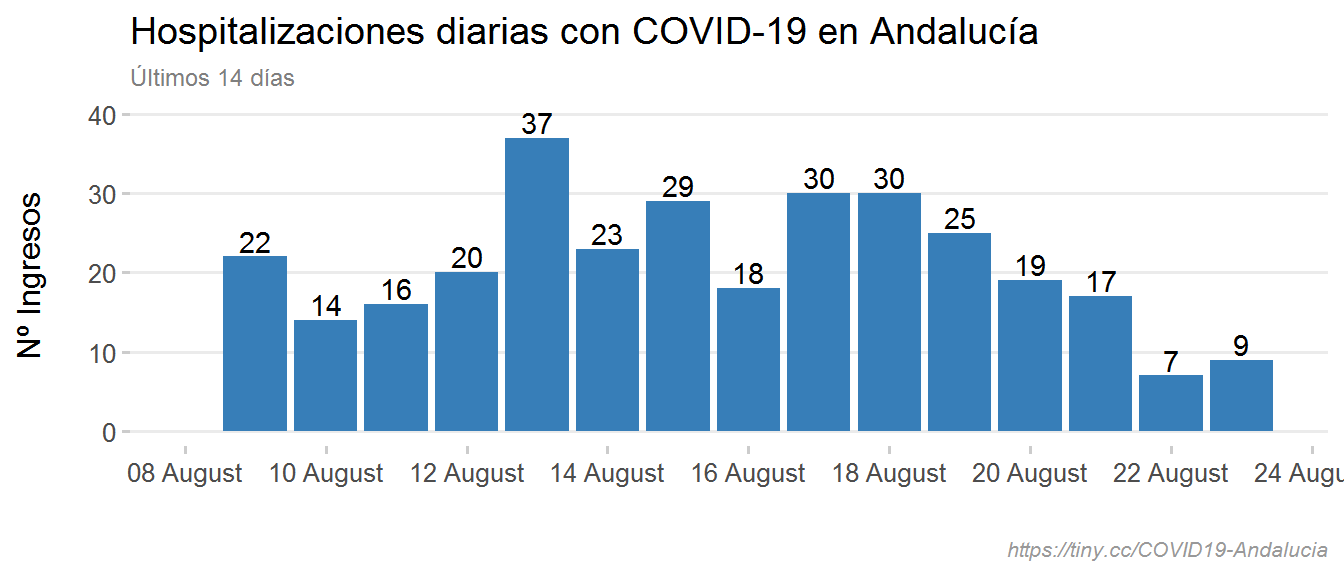 Hospitalizaciones diarias con COVID-19 en Andalucía
Últimos 14 días
Nº Ingresos
40
30
20
10
0
22
14
16
20
37
23
29
18
30
30
25
19
17
7
9
08 August
10 August
12 August
14 August
16 August
18 August
20 August
22 August
24 Augu
https://tiny.cc/COVID19-Andalucia